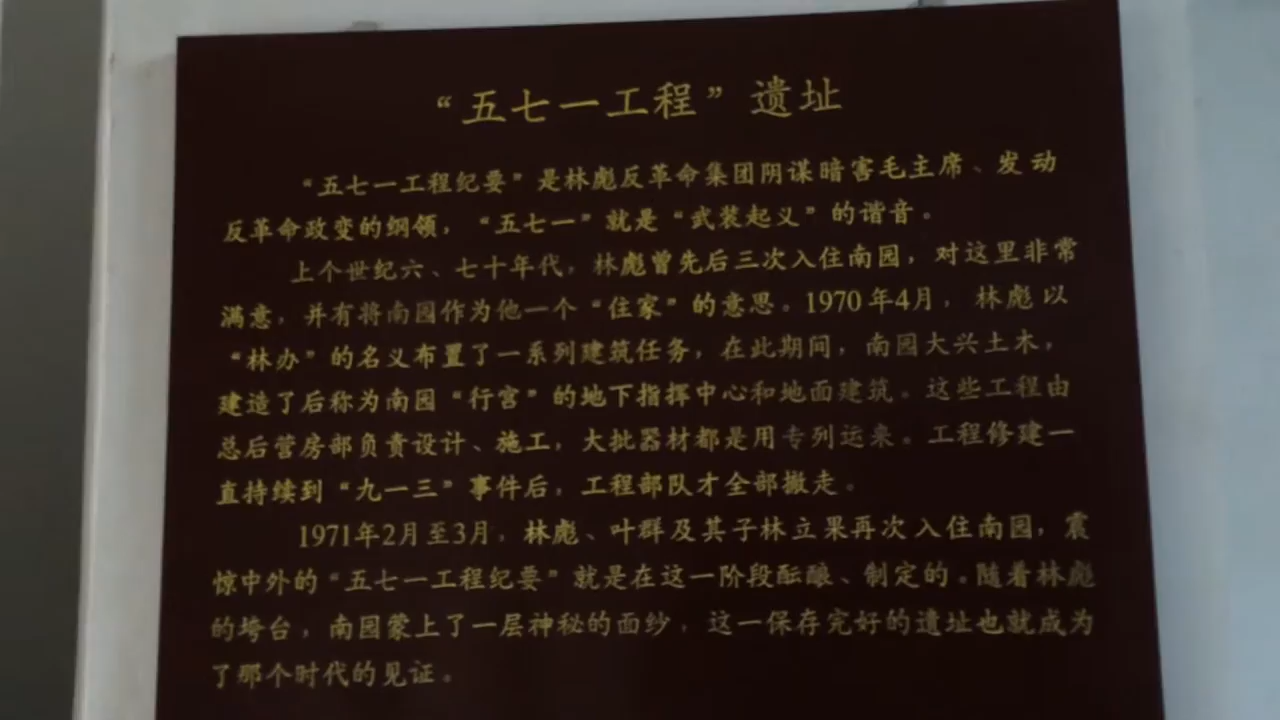 “五七一工程”遗址
“五七一工程纪要”是林彪反革命集团阴谋暗害毛主席、发动
反革命政变的纲领，“五七一”就是“武装起义”的谐音。
上个世纪六、七十年代，林彪曾先后三次入住南园，对这里非常
满意，并有将南园作为他一个“住家”的意思。1970年4月，林彪以
“林办”的名义布置了一系列建筑任务，在此期间，南园大兴土木，
建造了后称为南园“行宫”的地下指挥中心和地面建筑。这些工程由
总后营房部负责设计、施工，大批器材都是用专列运来。工程修建一
直持续到“九一三”事件后，工程部队才全部撤走。
1971年2月至3月，林彪、叶群及其子林立果再次入住南园，震
惊中外的“五七一工程纪要”就是在这一阶段酝酿、制定的。随着林彪
的垮台，南园蒙上了一层神秘的面纱，这一保存完好的遗址也就成为
了那个时代的见证。